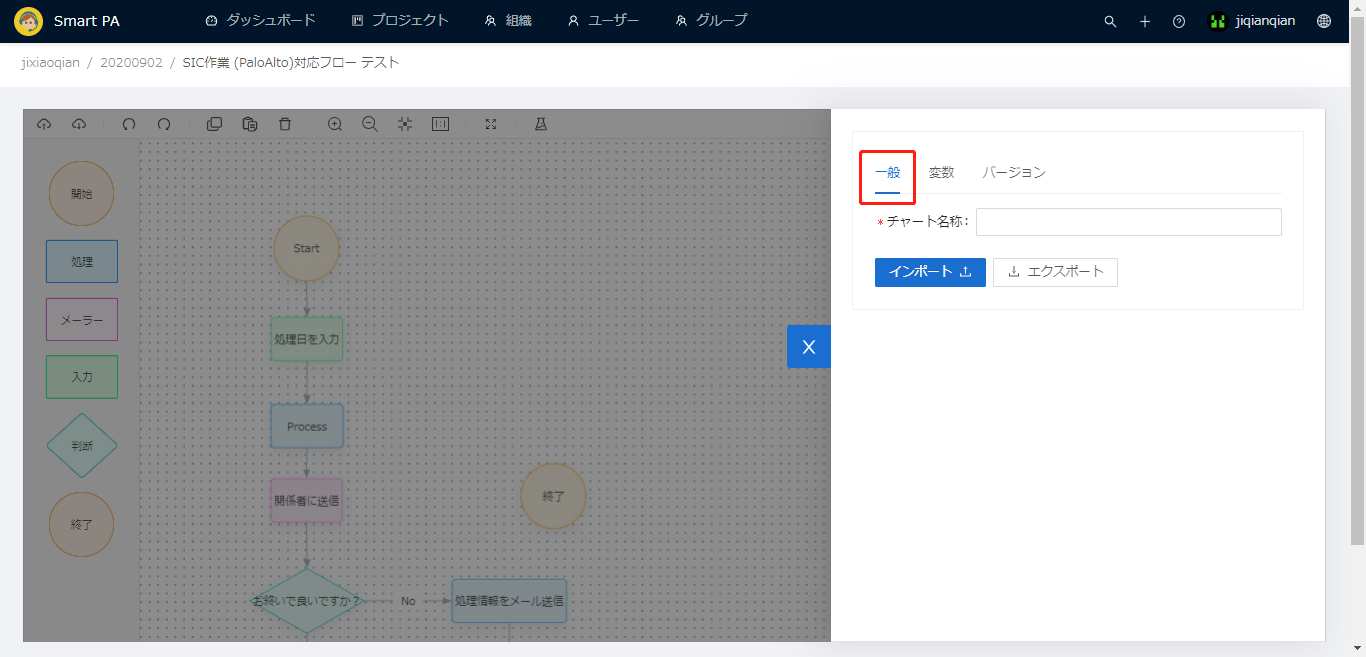 Smart PA
ダッシュボード
プロジェクト
組織
ユーザー
グループ
jiqianqian
jixiaoqian / 20200902 / SIC作業 (PaloAlto)対応フロー テスト
開始
処理
メーラー
入力
判断
終了
Start
処理日を入力
Process
関係者に送信
終了
お終いで良いですか？
No
処理情報をメール送信
X
一般
変数
バージョン
* チャート名称:
インポート
エクスポート